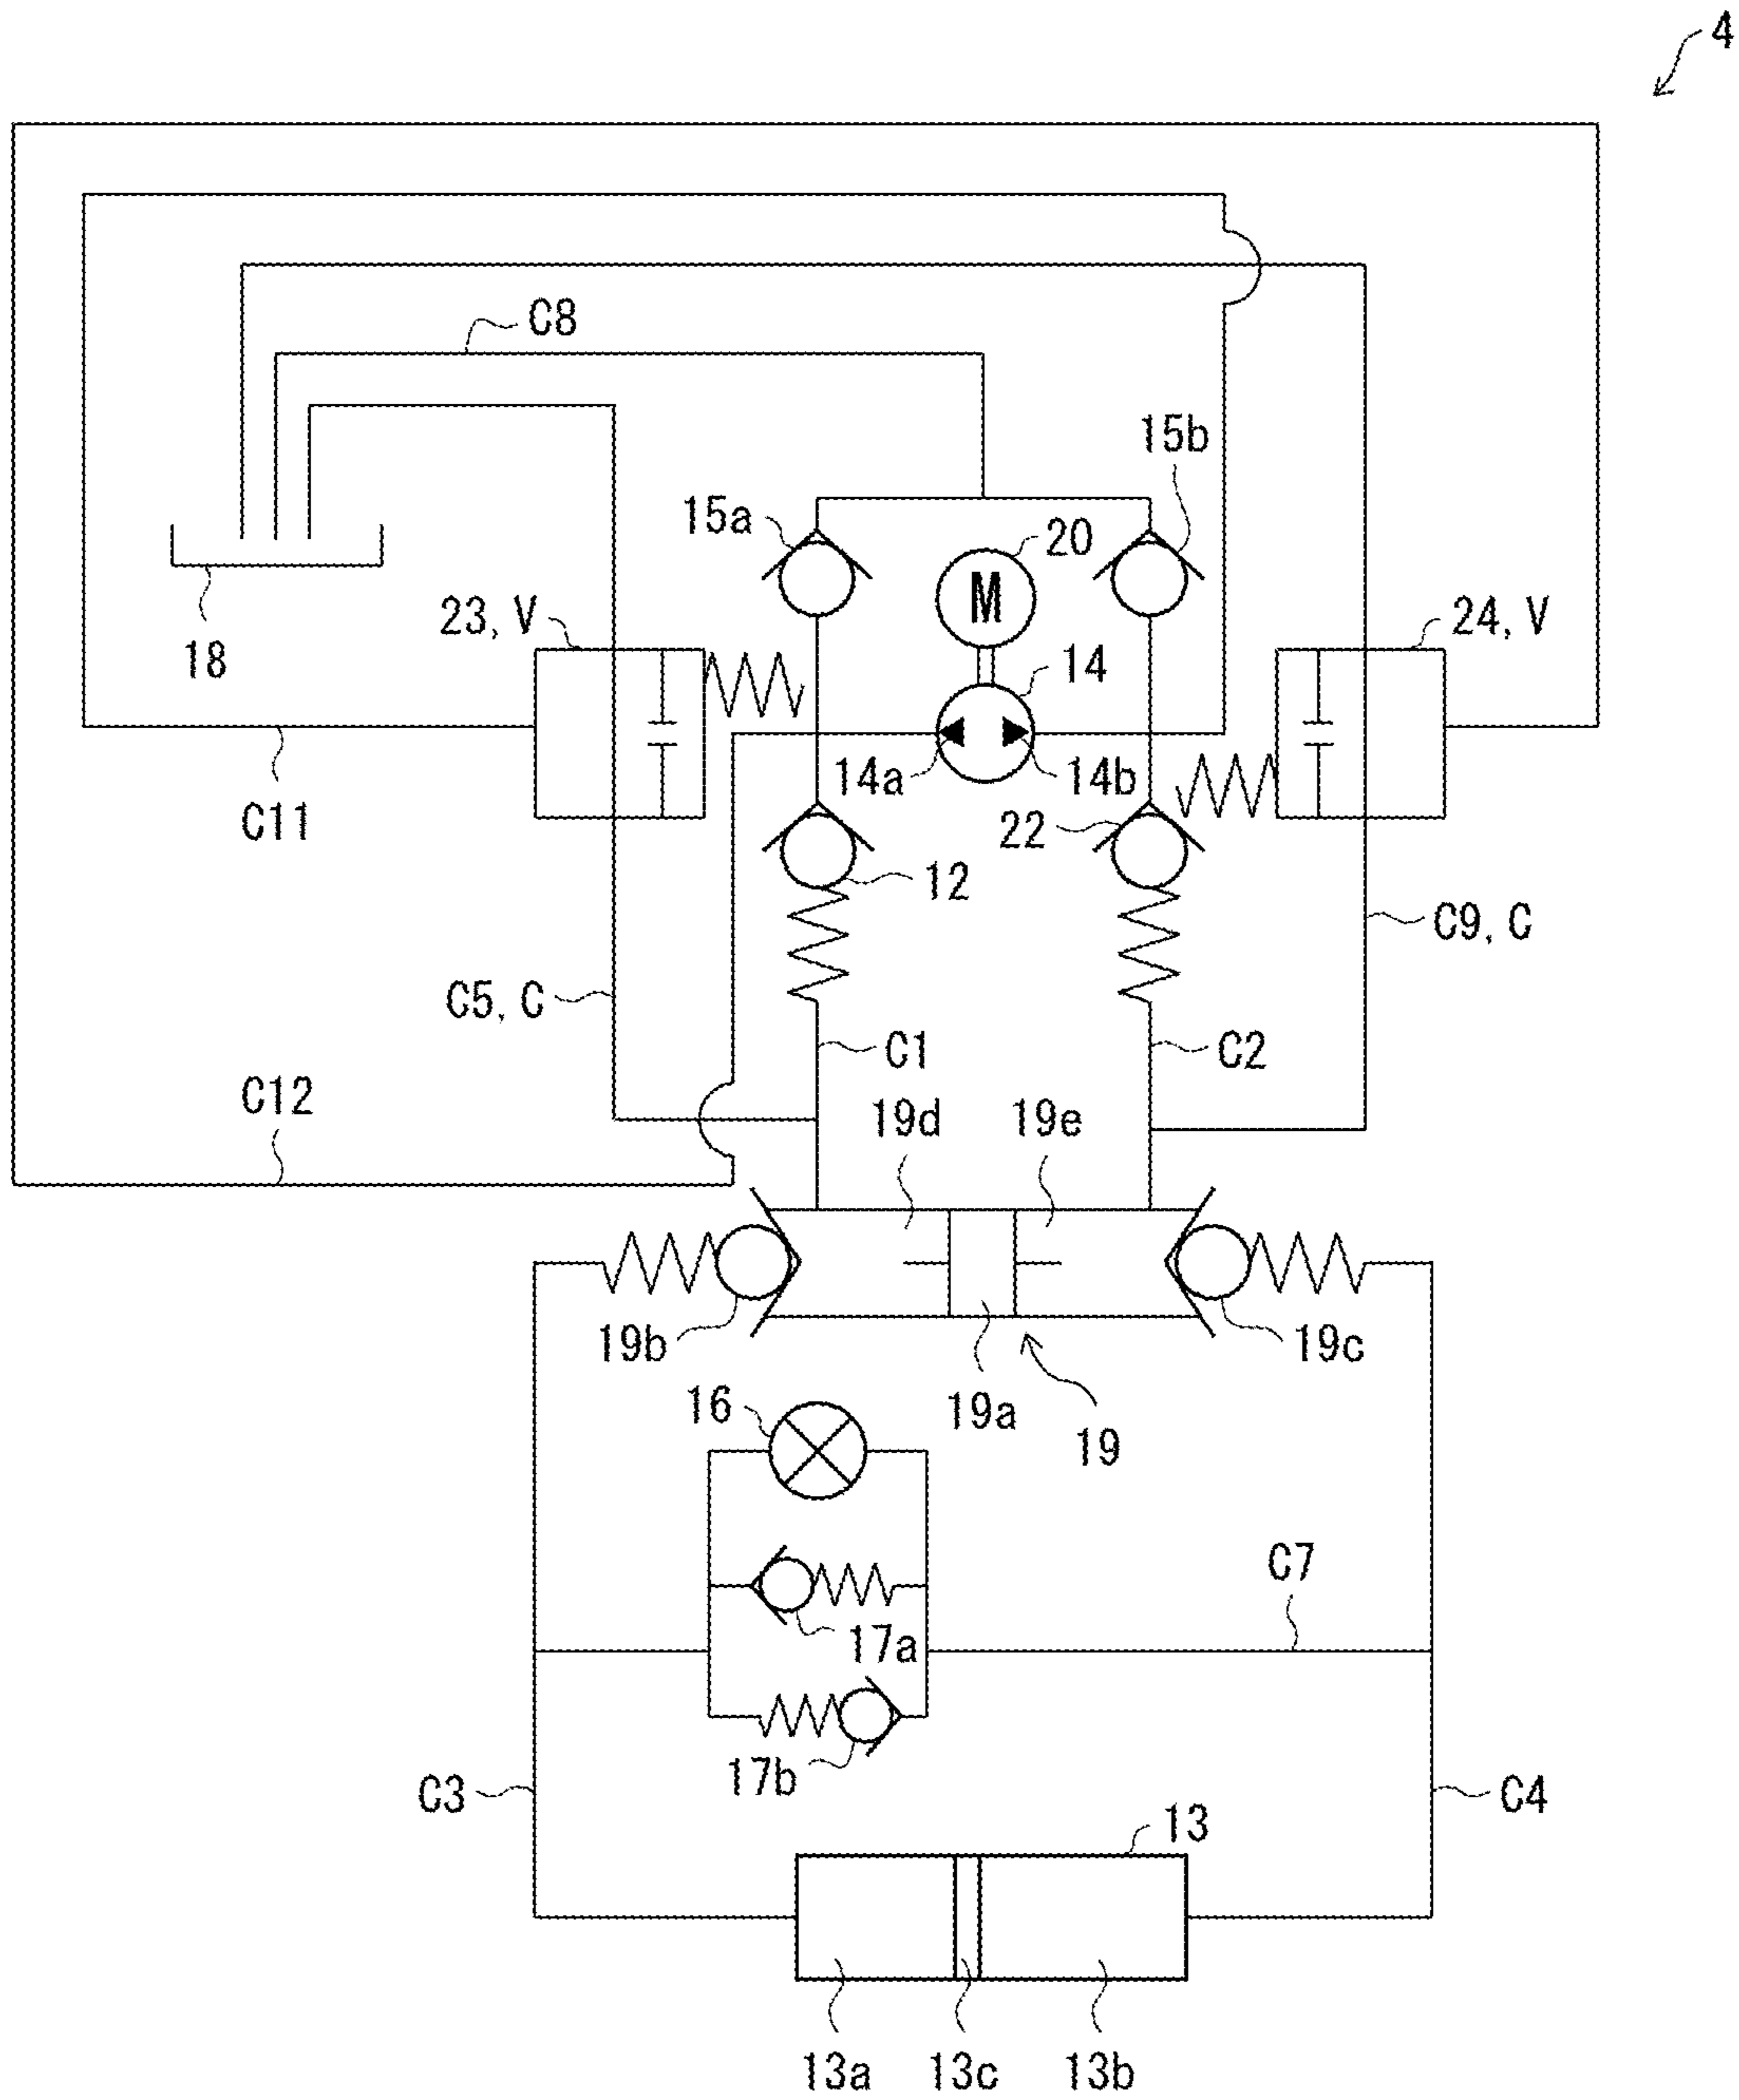 4
C8
15b
15a
20
23, V
24, V
18
M
14
14a
14b
C11
22
12
C9, C
C5, C
C1
C2
C12
19d
19e
19b
19c
16
19a
19
C7
17a
17b
C3
C4
13
13a
13c
13b